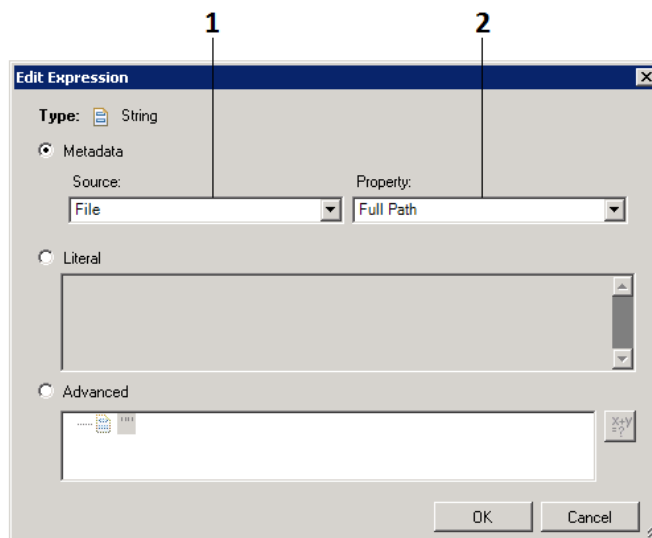 1 2
Edit Expression
Type: String
Metadata
Source: Property:
File Full Path
Literal
Advanced
""
x+y
=?
OK Cancel